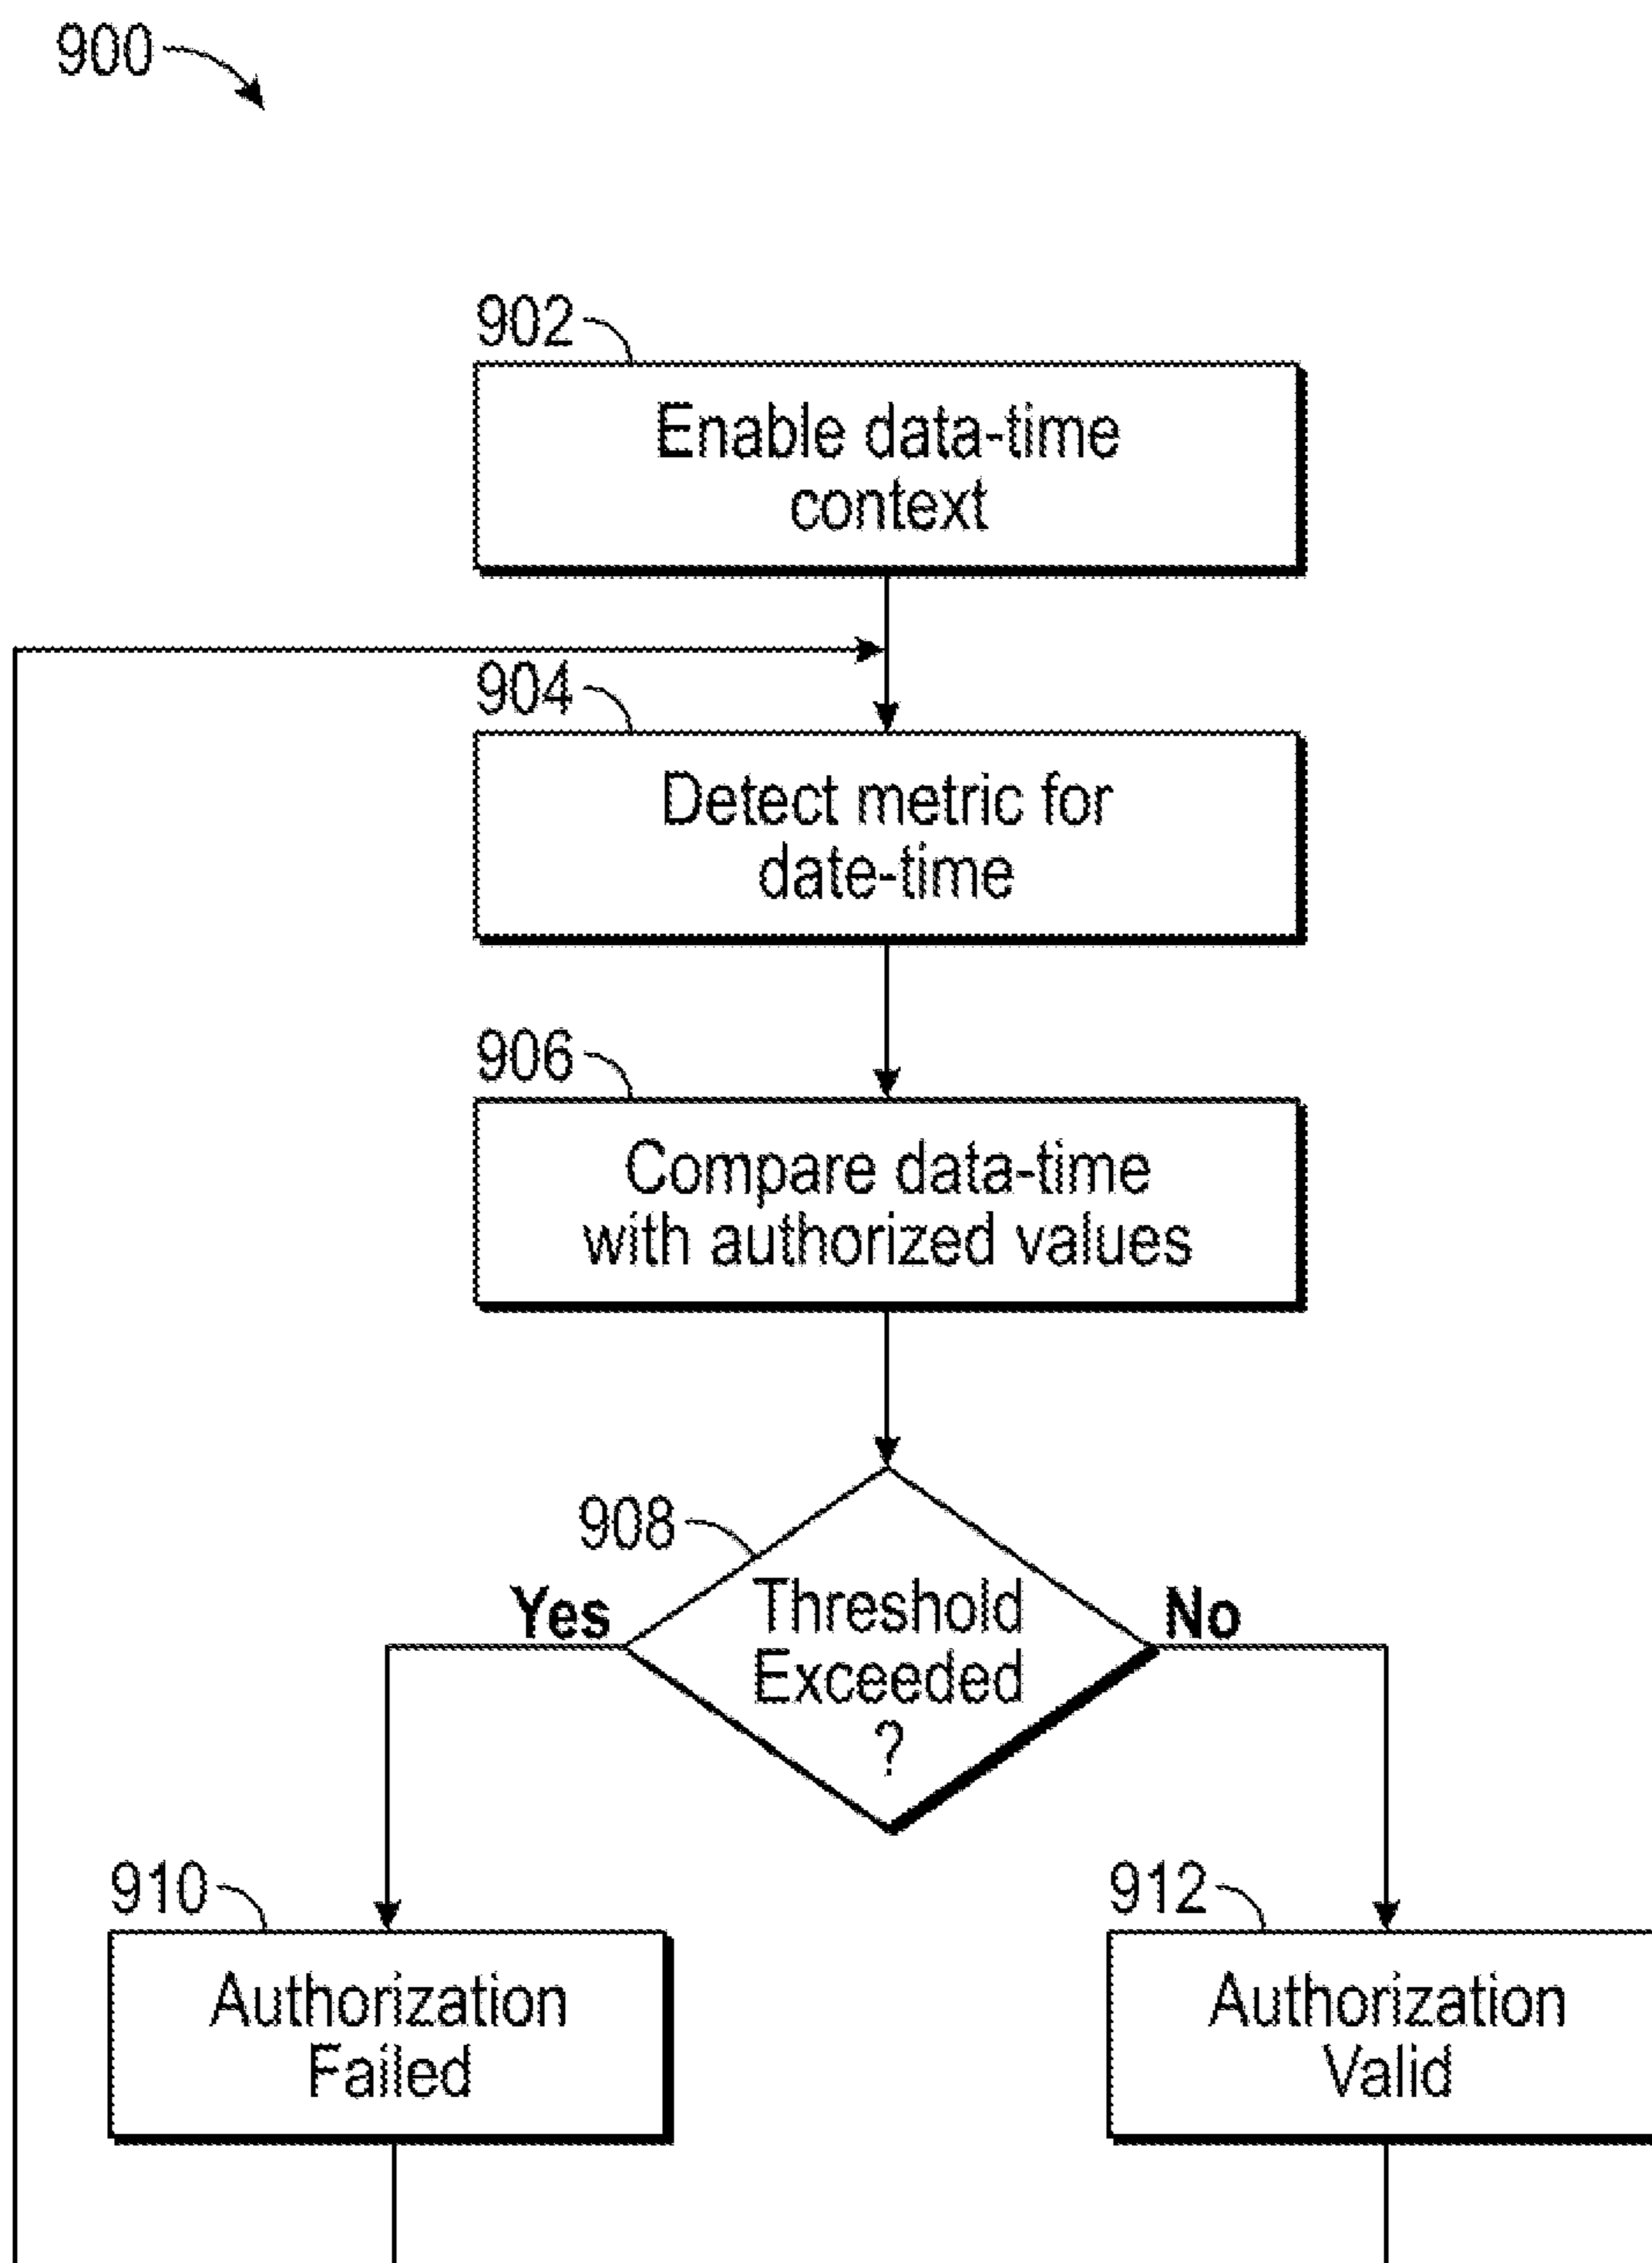 900
902
Enable data-time
context
904
Detect metric for
date-time
906
Compare data-time
with authorized values
908
Threshold
Exceeded
?
Yes
No
910
Authorization
Failed
912
Authorization
Valid